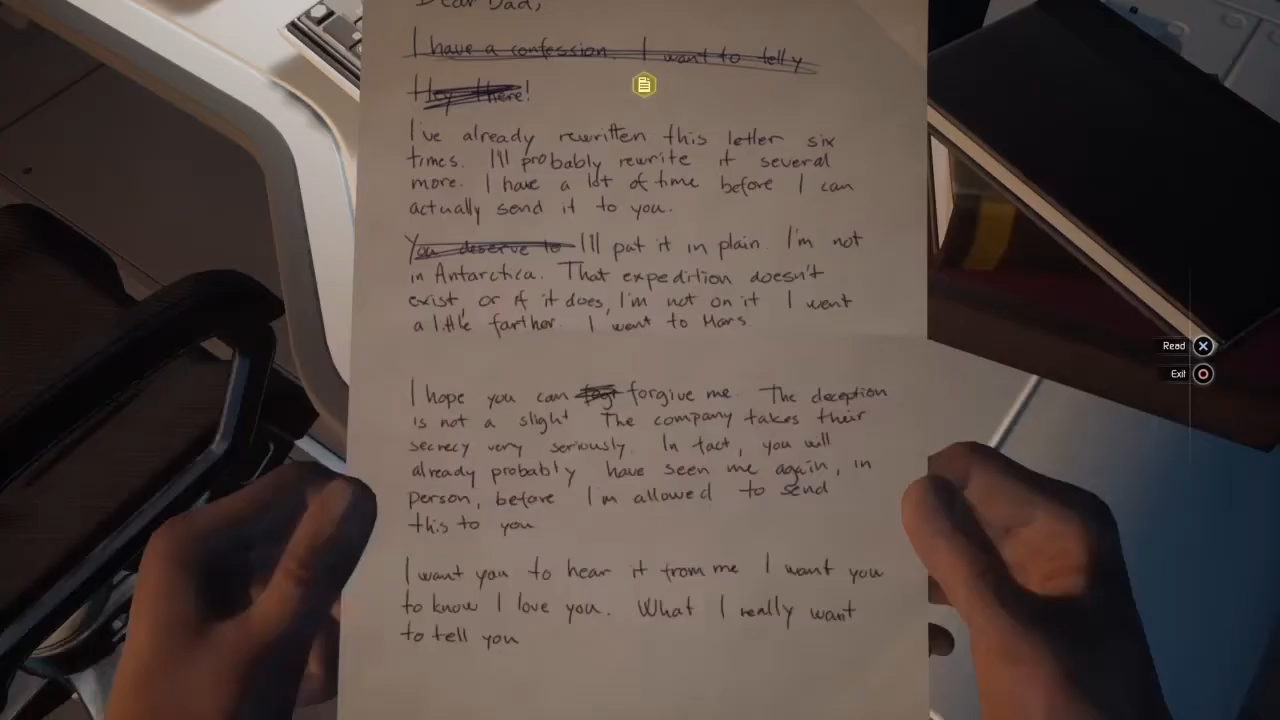 Dear Dad,
I have a confession. I want to tell y
Hey there!
I've already rewritten this letter six
times. I'll probably rewrite it several
more. I have a lot of time before I can
actually send it to you.
You deserve to I'll put it in plain. I'm not
in Antarctica. That expedition doesn't
exist, or if it does, I'm not on it. I went
a little farther. I went to Mars
I hope you can forgive me. The deception
is not a slight. The company takes their
secrecy very seriously. In fact, you will
already probably have seen me again, in
person, before I'm allowed to send
this to you
I want you to hear it from me. I want you
to know I love you. What I really want
to tell you
Read
Exit